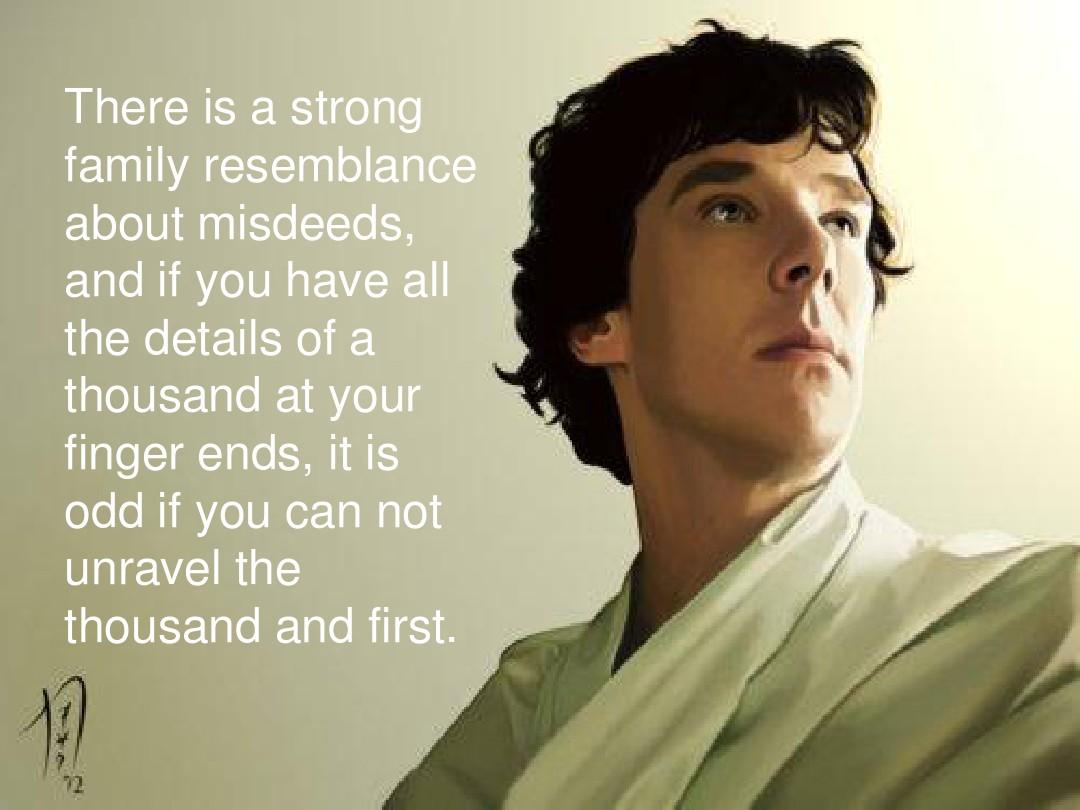 There is a strong
family resemblance
about misdeeds,
and if you have all
the details of a
thousand at your
finger ends, it is
odd if you can not
unravel the
thousand and first.